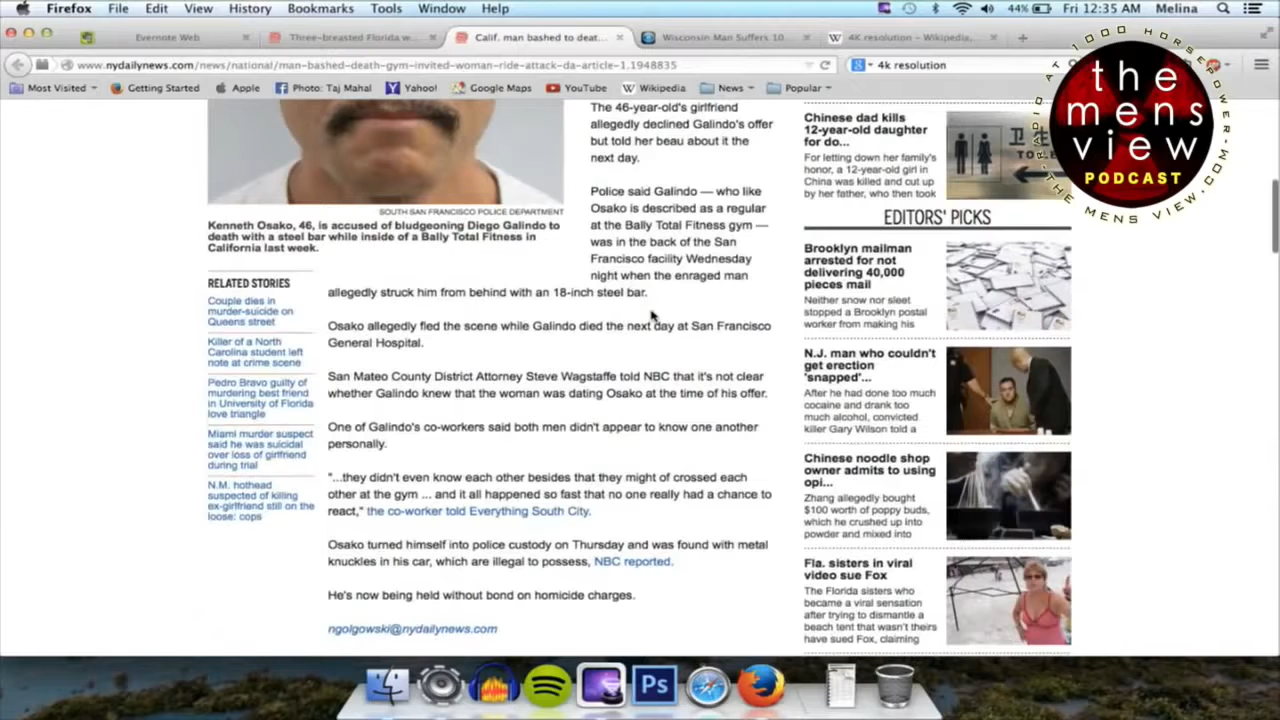 Firefox File Edit View History Bookmarks Tools Window Help 44% Fri 12:35 AM Melina
Evernote Web
Three-breasted Florida w...
Calif. man bashed to deat...
Wisconsin Man Suffers 10...
4K resolution – Wikipedia,...
www.nydailynews.com/news/national/man-bashed-death-gym-invited-woman-ride-attack-da-article-1.1948835
4k resolution
Most Visited Getting Started Apple Photo: Taj Mahal Yahoo! Google Maps YouTube Wikipedia News Popular
The 46-year-old's girlfriend
allegedly declined Galindo's offer
but told her beau about it the
next day.
Police said Galindo — who like
Osako is described as a regular
at the Bally Total Fitness gym —
was in the back of the San
Francisco facility Wednesday
night when the enraged man
allegedly struck him from behind with an 18-inch steel bar.
SOUTH SAN FRANCISCO POLICE DEPARTMENT
Kenneth Osako, 46, is accused of bludgeoning Diego Galindo to
death with a steel bar while inside of a Bally Total Fitness in
California last week.
RELATED STORIES
Couple dies in
murder-suicide on
Queens street
Killer of a North
Carolina student left
note at crime scene
Pedro Bravo guilty of
murdering best friend
in University of Florida
love triangle
Miami murder suspect
said he was suicidal
over loss of girlfriend
during trial
N.M. hothead
suspected of killing
ex-girlfriend still on the
loose: cops
Osako allegedly fled the scene while Galindo died the next day at San Francisco
General Hospital.
San Mateo County District Attorney Steve Wagstaffe told NBC that it's not clear
whether Galindo knew that the woman was dating Osako at the time of his offer.
One of Galindo's co-workers said both men didn't appear to know one another
personally.
"...they didn't even know each other besides that they might of crossed each
other at the gym ... and it all happened so fast that no one really had a chance to
react," the co-worker told Everything South City.
Osako turned himself into police custody on Thursday and was found with metal
knuckles in his car, which are illegal to possess, NBC reported.
He's now being held without bond on homicide charges.
ngolgowski@nydailynews.com
Chinese dad kills
12-year-old daughter
for do...
For letting down her family's
honor, a 12-year-old girl in
China was killed and cut up
by her father, who then took
EDITORS' PICKS
Brooklyn mailman
arrested for not
delivering 40,000
pieces mail
Neither snow nor sleet
stopped a Brooklyn postal
worker from making his
N.J. man who couldn't
get erection
'snapped'...
After he had done too much
cocaine and drank too
much alcohol, convicted
killer Gary Wilson told a
Chinese noodle shop
owner admits to using
opi...
Zhang allegedly bought
$100 worth of poppy buds,
which he crushed up into
powder and mixed into
Fla. sisters in viral
video sue Fox
The Florida sisters who
became a viral sensation
after trying to dismantle a
beach tent that wasn't theirs
have sued Fox, claiming
RADIO AT 1000 HORSEPOWER
the
mens
view
PODCAST
THE MENS VIEW.COM
Ps